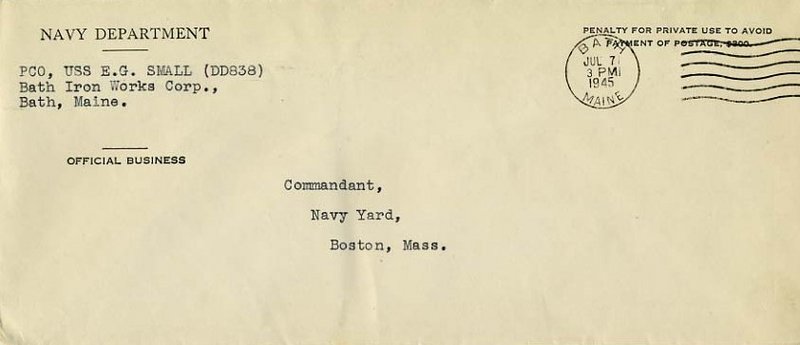 NAVY DEPARTMENT
PCO, USS E.G. SMALL (DD838)
Bath Iron Works Corp.,
Bath, Maine.
OFFICIAL BUSINESS
PENALTY FOR PRIVATE USE TO AVOID
PAYMENT OF POSTAGE, $300.
BATH
JUL 7
3 PM
1945
MAINE
Commandant,
Navy Yard,
Boston, Mass.